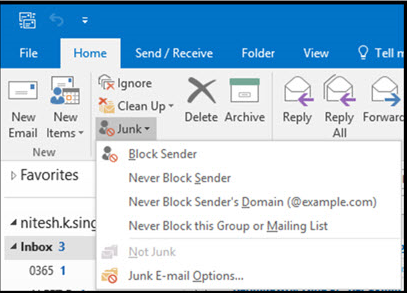 File Home Send / Receive Folder View Tell m
Ignore
Clean Up
Junk
New Email
New Items
Delete
Archive
Reply
Reply All
Forward
New
Block Sender
Never Block Sender
Never Block Sender's Domain (@example.com)
Never Block this Group or Mailing List
Not Junk
Junk E-mail Options...
Favorites
nitesh.k.sing
Inbox 3
0365 1